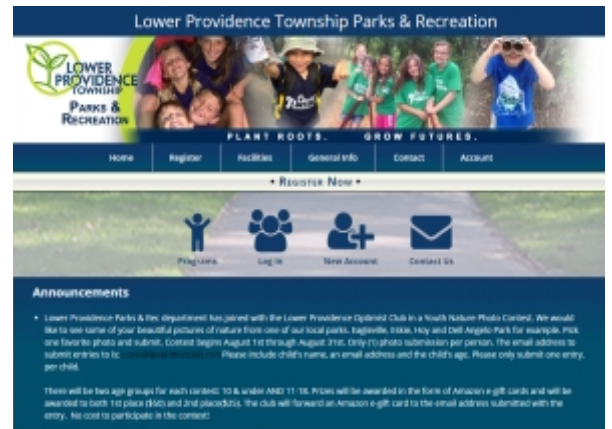 Lower Providence Township Parks & Recreation
LOWER
PROVIDENCE
TOWNSHIP
PARKS &
RECREATION
PLANT ROOTS. GROW FUTURES.
Home Register Facilities General Info Contact Account
• REGISTER NOW •
Programs Log In New Account Contact Us
Announcements
• Lower Providence Parks & Rec department has joined with the Lower Providence Optimist Club in a Youth Nature Photo Contest. We would
like to see some of your beautiful pictures of nature from one of our local parks. Eagleville, Hoy and Dell Angelo Park for example. Pick
one favorite photo and submit. Contest begins August 1st through August 31st. Only (1) photo submission per person. The email address to
submit entries to is: Please include child's name, an email address and the child's age. Please only submit one entry,
per child.
There will be two age groups for each contest: 10 & under AND 11-18. Prizes will be awarded in the form of Amazon e-gift cards and will be
awarded to both 1st place ($50) and 2nd place($25). The club will forward an Amazon e-gift card to the email address submitted with the
entry. No cost to participate in the contest!